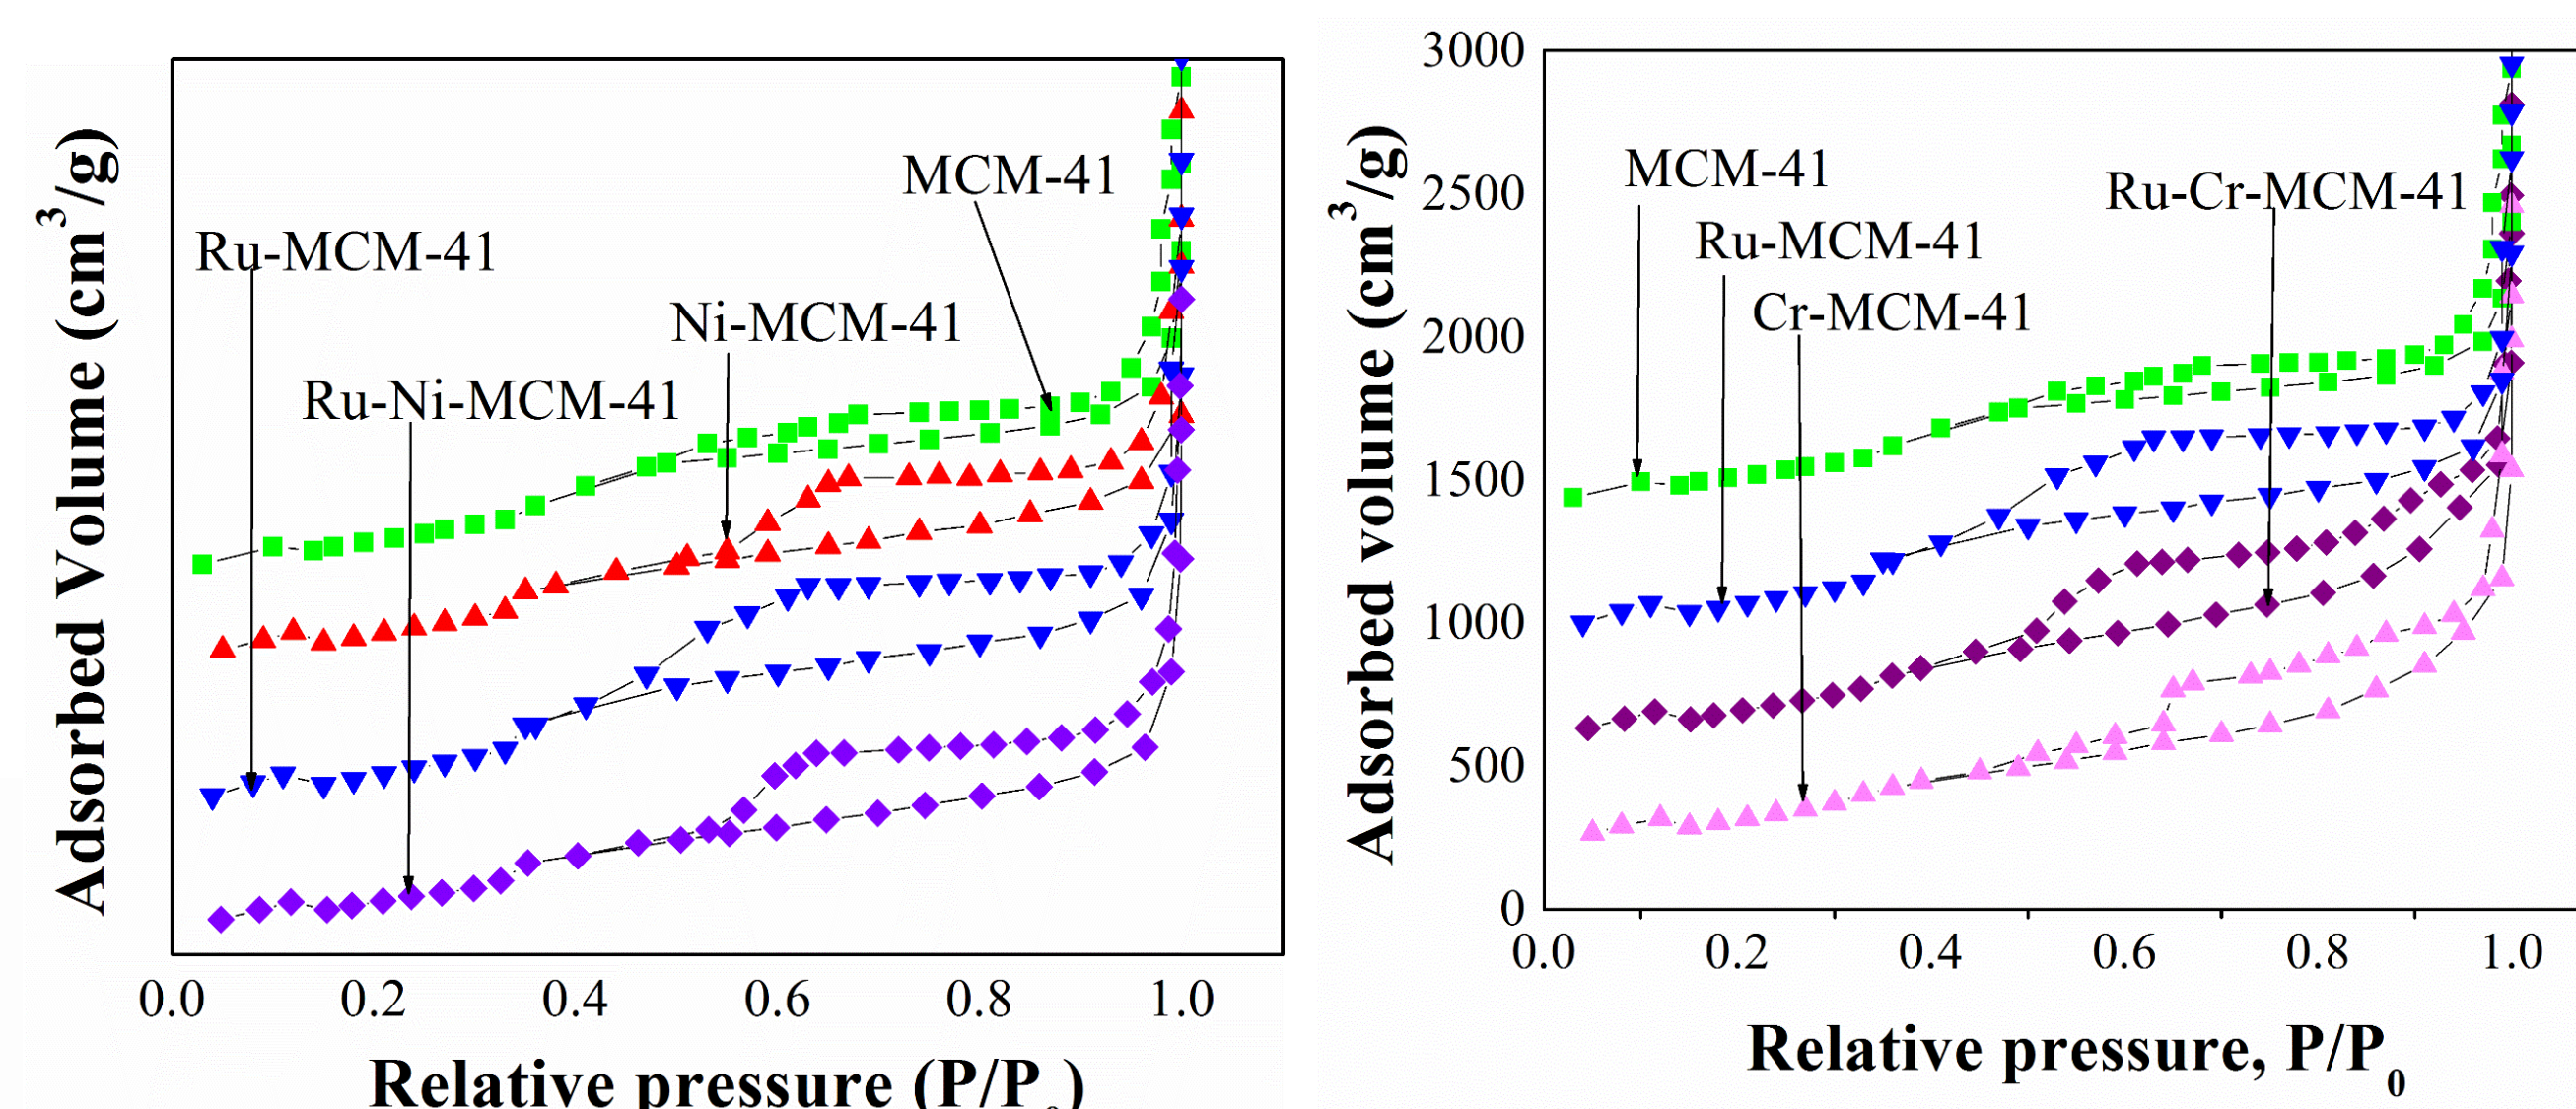 Adsorbed Volume (cm³/g)
MCM-41
Ru-MCM-41
Ni-MCM-41
Ru-Ni-MCM-41
0.0 0.2 0.4 0.6 0.8 1.0
Relative pressure (P/P₀)
Adsorbed volume (cm³/g)
3000
2500
2000
1500
1000
500
0
MCM-41
Ru-Cr-MCM-41
Ru-MCM-41
Cr-MCM-41
0.0 0.2 0.4 0.6 0.8 1.0
Relative pressure, P/P₀